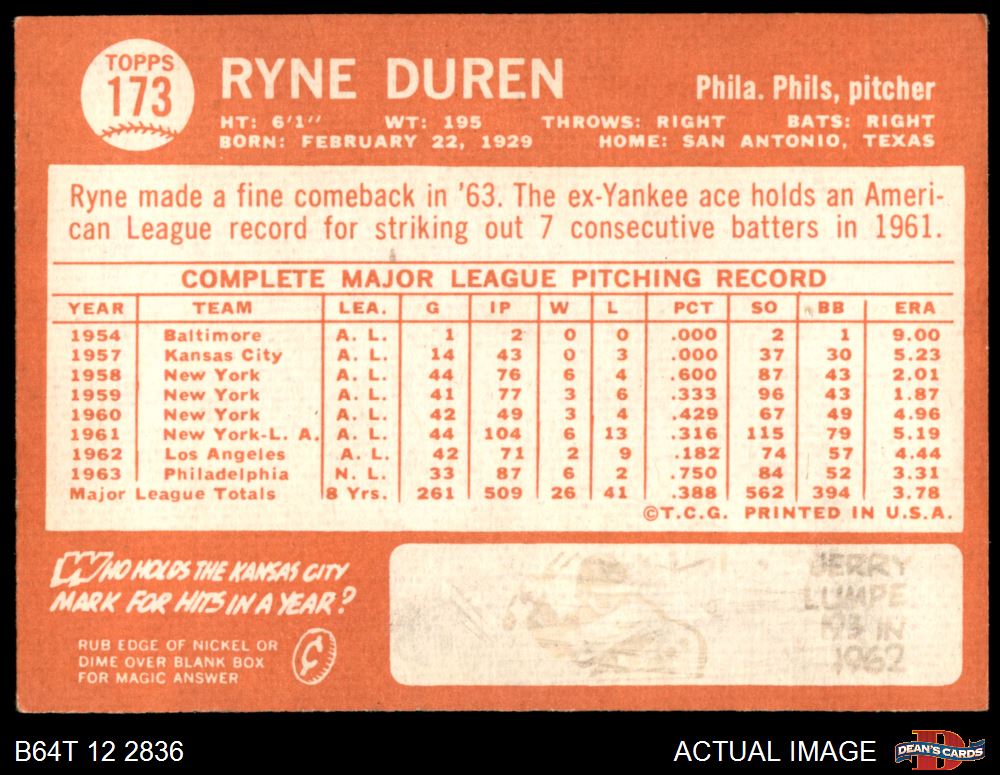 TOPPS
173
RYNE DUREN
Phila. Phils, pitcher
HT: 6'1" WT: 195 THROWS: RIGHT BATS: RIGHT
BORN: FEBRUARY 22, 1929 HOME: SAN ANTONIO, TEXAS
Ryne made a fine comeback in '63. The ex-Yankee ace holds an Ameri-
can League record for striking out 7 consecutive batters in 1961.
COMPLETE MAJOR LEAGUE PITCHING RECORD
YEAR TEAM LEA. G IP W L PCT SO BB ERA
1954 Baltimore A. L. 1 2 0 0 .000 2 1 9.00
1957 Kansas City A. L. 14 43 0 3 .000 37 30 5.23
1958 New York A. L. 44 76 6 4 .600 87 43 2.01
1959 New York A. L. 41 77 3 6 .333 96 43 1.87
1960 New York A. L. 42 49 3 4 .429 67 49 4.96
1961 New York-L. A. A. L. 44 104 6 13 .316 115 79 5.19
1962 Los Angeles A. L. 42 71 2 9 .182 74 57 4.44
1963 Philadelphia N. L. 33 87 6 2 .750 84 52 3.31
Major League Totals 8 Yrs. 261 509 26 41 .388 562 394 3.78
©T.C.G. PRINTED IN U.S.A.
WHO HOLDS THE KANSAS CITY
MARK FOR HITS IN A YEAR?
RUB EDGE OF NICKEL OR
DIME OVER BLANK BOX
FOR MAGIC ANSWER
JERRY
LUMPE
193 IN
1962
B64T 12 2836
ACTUAL IMAGE
DEAN'S CARDS